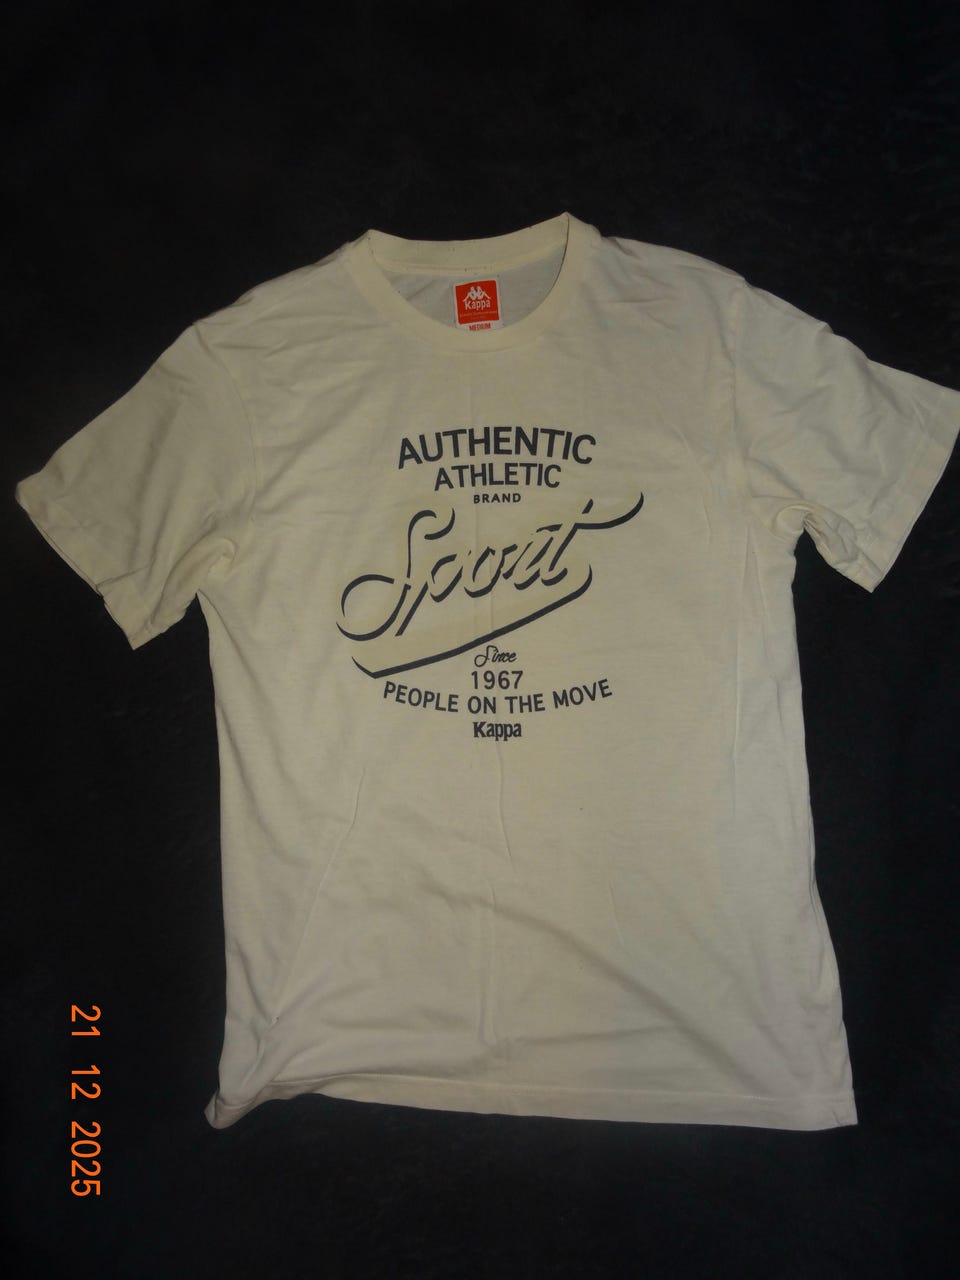 Kappa
MEDIUM
AUTHENTIC
ATHLETIC
BRAND
Sport
Since
1967
PEOPLE ON THE MOVE
Kappa
21 12 2025